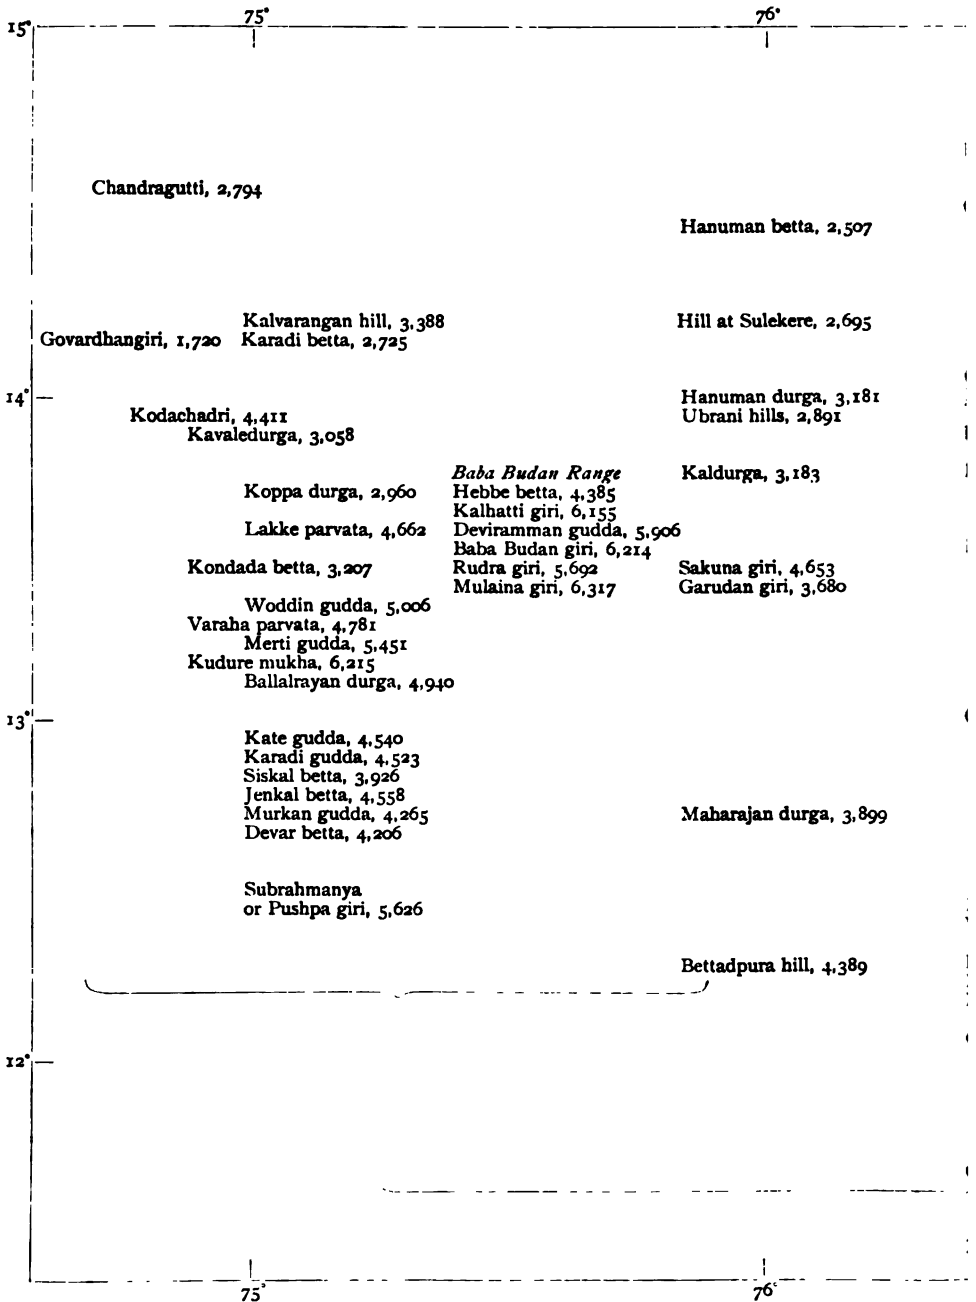 75° 76°
15°
Chandragutti, 2,794
Hanuman betta, 2,507
Kalvarangan hill, 3,388 Hill at Sulekere, 2,695
Govardhangiri, 1,720 Karadi betta, 2,725
14° Hanuman durga, 3,181
Kodachadri, 4,411 Ubrani hills, 2,891
Kavaledurga, 3,058
Baba Budan Range Kaldurga, 3,183
Koppa durga, 2,960 Hebbe betta, 4,385
Kalhatti giri, 6,155
Lakke parvata, 4,662 Deviramman gudda, 5,906
Baba Budan giri, 6,214
Kondada betta, 3,207 Rudra giri, 5,692 Sakuna giri, 4,653
Mulaina giri, 6,317 Garudan giri, 3,680
Woddin gudda, 5,006
Varaha parvata, 4,781
Merti gudda, 5,451
Kudure mukha, 6,215
Ballalrayan durga, 4,940
13°
Kate gudda, 4,540
Karadi gudda, 4,523
Siskal betta, 3,926
Jenkal betta, 4,558
Murkan gudda, 4,265 Maharajan durga, 3,899
Devar betta, 4,206
Subrahmanya
or Pushpa giri, 5,626
Bettadpura hill, 4,389
12°
75° 76°